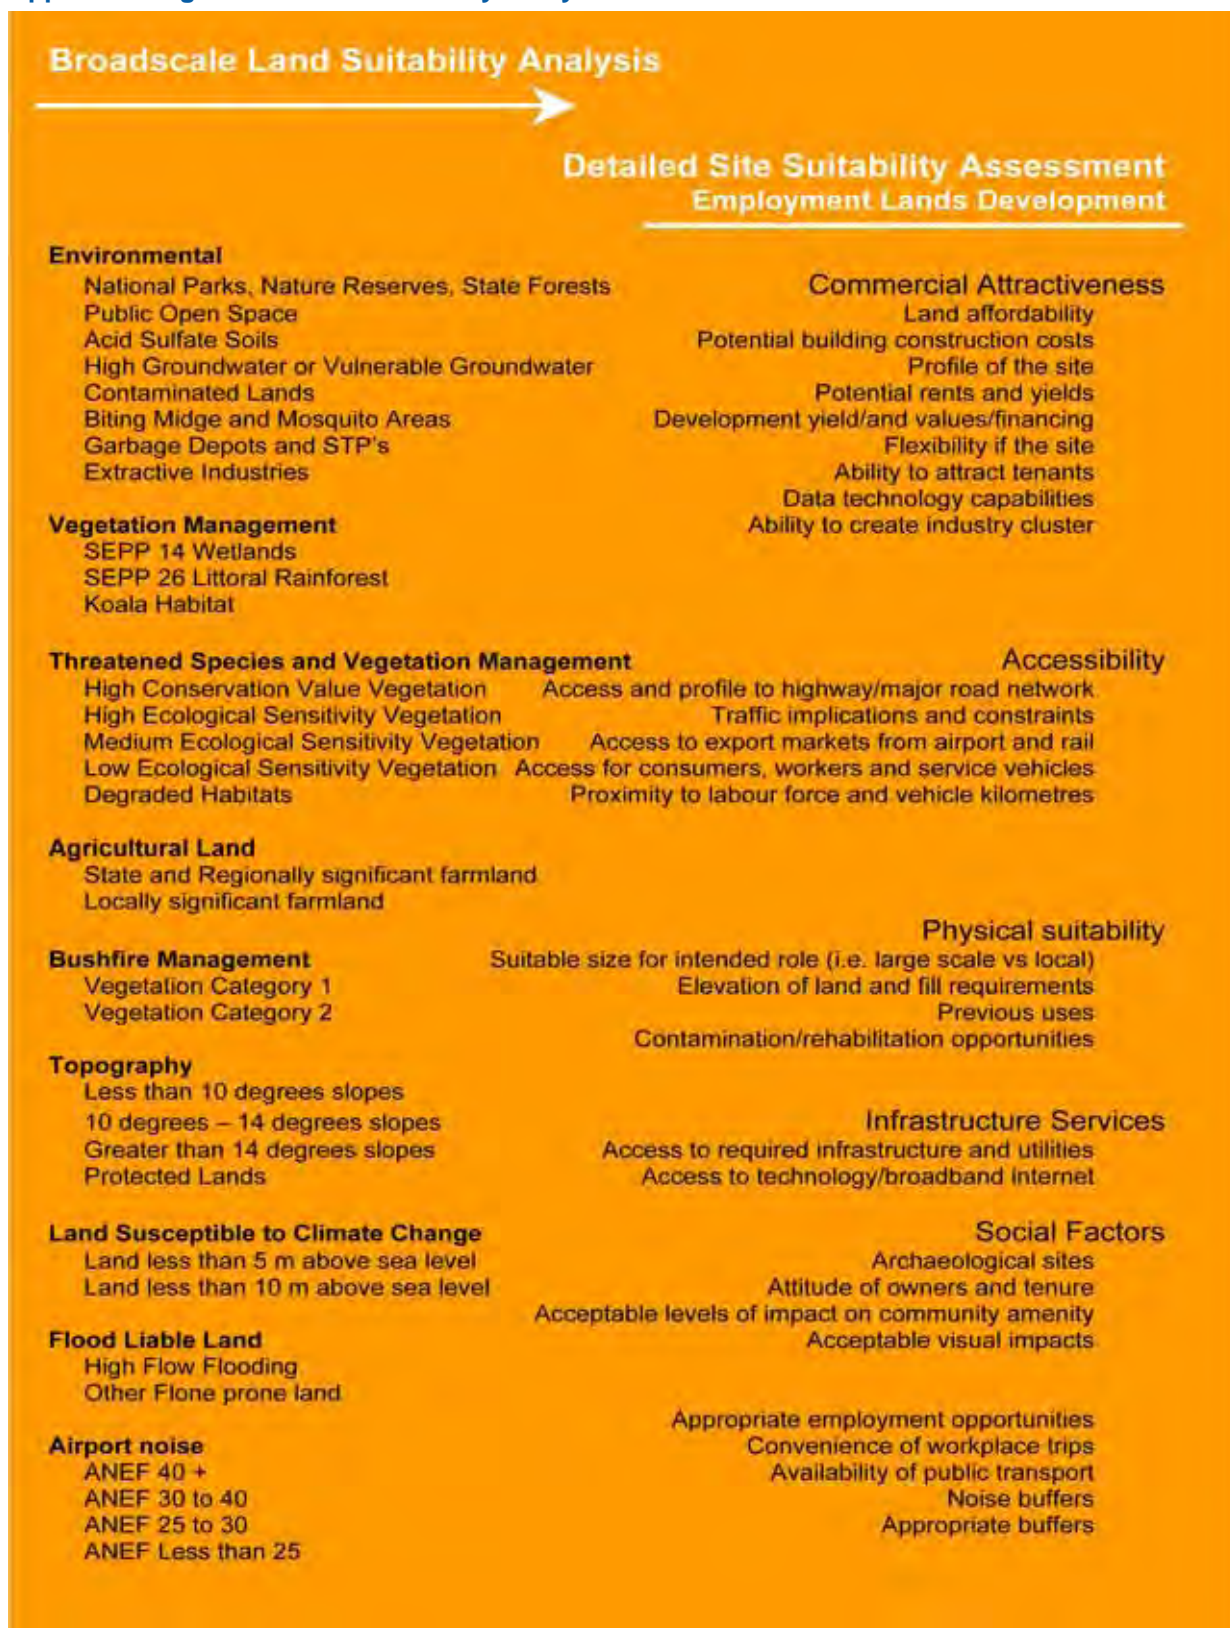 Broadscale Land Suitability Analysis
Detailed Site Suitability Assessment
Employment Lands Development
Environmental
National Parks, Nature Reserves, State Forests
Public Open Space
Acid Sulfate Soils
High Groundwater or Vulnerable Groundwater
Contaminated Lands
Biting Midge and Mosquito Areas
Garbage Depots and STP's
Extractive Industries
Vegetation Management
SEPP 14 Wetlands
SEPP 26 Littoral Rainforest
Koala Habitat
Threatened Species and Vegetation Management
High Conservation Value Vegetation
High Ecological Sensitivity Vegetation
Medium Ecological Sensitivity Vegetation
Low Ecological Sensitivity Vegetation
Degraded Habitats
Agricultural Land
State and Regionally significant farmland
Locally significant farmland
Bushfire Management
Vegetation Category 1
Vegetation Category 2
Topography
Less than 10 degrees slopes
10 degrees – 14 degrees slopes
Greater than 14 degrees slopes
Protected Lands
Land Susceptible to Climate Change
Land less than 5 m above sea level
Land less than 10 m above sea level
Flood Liable Land
High Flow Flooding
Other Flone prone land
Airport noise
ANEF 40 +
ANEF 30 to 40
ANEF 25 to 30
ANEF Less than 25
Commercial Attractiveness
Land affordability
Potential building construction costs
Profile of the site
Potential rents and yields
Development yield/and values/financing
Flexibility if the site
Ability to attract tenants
Data technology capabilities
Ability to create industry cluster
Accessibility
Access and profile to highway/major road network
Traffic implications and constraints
Access to export markets from airport and rail
Access for consumers, workers and service vehicles
Proximity to labour force and vehicle kilometres
Physical suitability
Suitable size for intended role (i.e. large scale vs local)
Elevation of land and fill requirements
Previous uses
Contamination/rehabilitation opportunities
Infrastructure Services
Access to required infrastructure and utilities
Access to technology/broadband internet
Social Factors
Archaeological sites
Attitude of owners and tenure
Acceptable levels of impact on community amenity
Acceptable visual impacts
Appropriate employment opportunities
Convenience of workplace trips
Availability of public transport
Noise buffers
Appropriate buffers